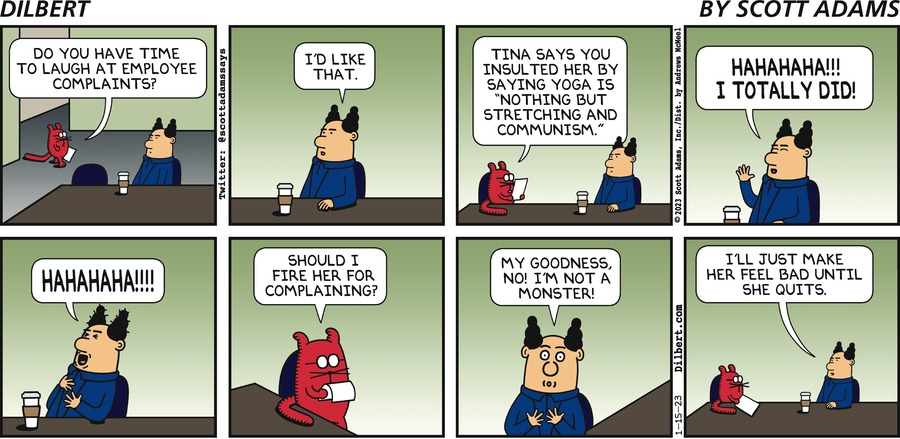 DILBERT
BY SCOTT ADAMS
DO YOU HAVE TIME
TO LAUGH AT EMPLOYEE
COMPLAINTS?
Twitter: @scottadamssays
I'D LIKE
THAT.
TINA SAYS YOU
INSULTED HER BY
SAYING YOGA IS
"NOTHING BUT
STRETCHING AND
COMMUNISM."
© 2023 Scott Adams, Inc./Dist. by Andrews McMeel
HAHAHAHA!!!
I TOTALLY DID!
HAHAHAHA!!!!
SHOULD I
FIRE HER FOR
COMPLAINING?
MY GOODNESS,
NO! I'M NOT A
MONSTER!
1-15-23 Dilbert.com
I'LL JUST MAKE
HER FEEL BAD UNTIL
SHE QUITS.